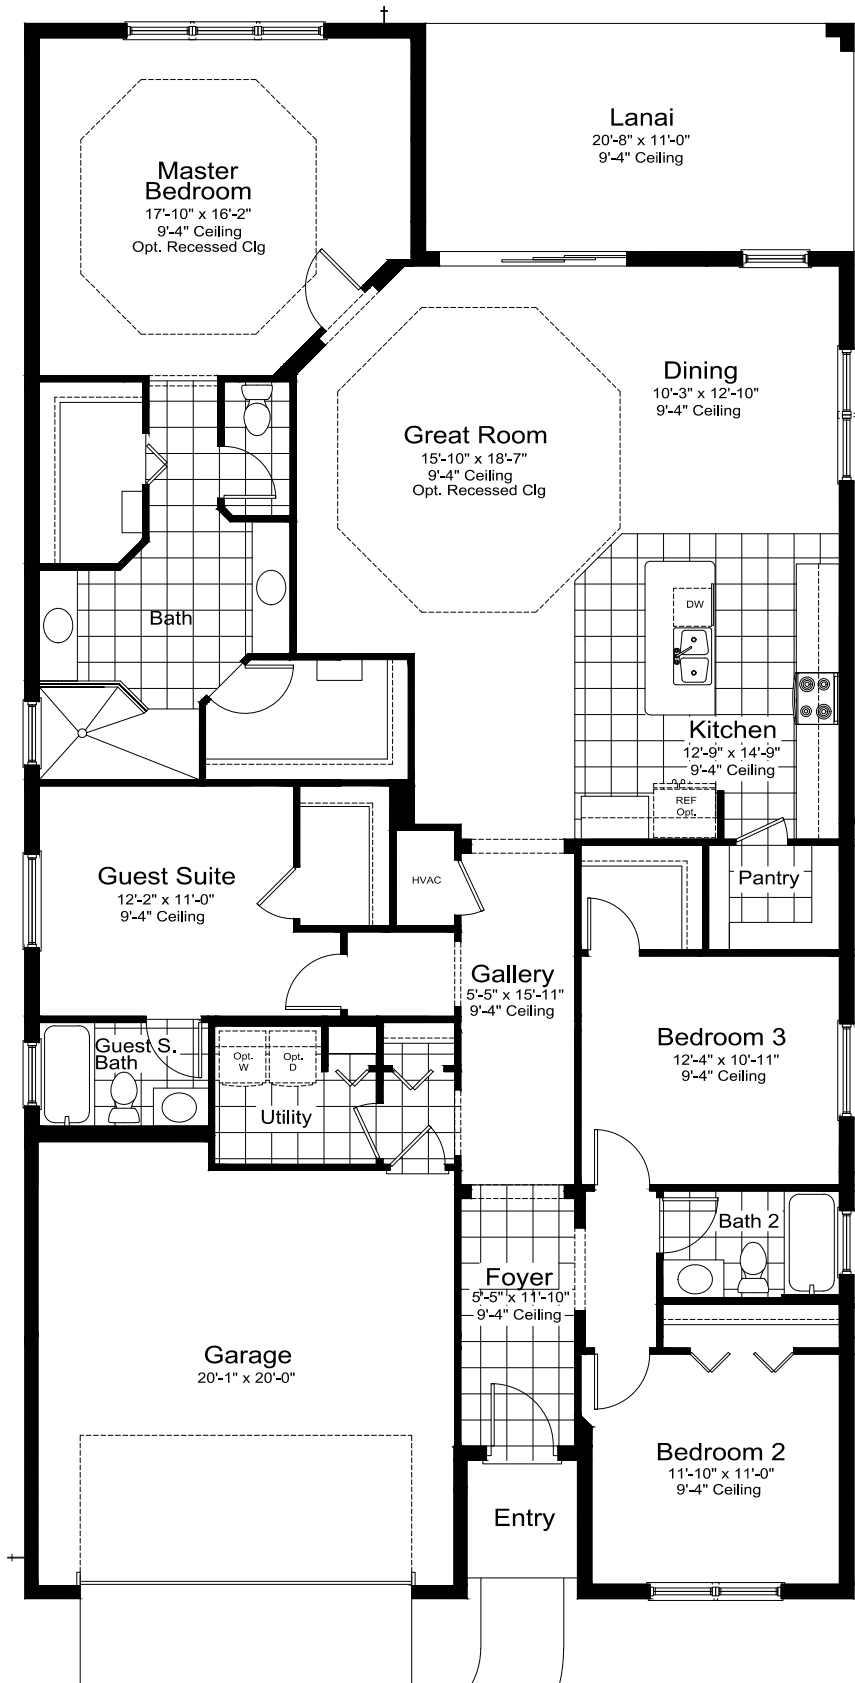 Lanai
20'-8" x 11'-0"
9'-4" Ceiling
Master
Bedroom
17'-10" x 16'-2"
9'-4" Ceiling
Opt. Recessed Clg
Dining
10'-3" x 12'-10"
9'-4" Ceiling
Great Room
15'-10" x 18'-7"
9'-4" Ceiling
Opt. Recessed Clg
DW
Bath
Kitchen
12'-9" x 14'-9"
9'-4" Ceiling
REF
Opt.
Guest Suite
12'-2" x 11'-0"
9'-4" Ceiling
HVAC
Pantry
Gallery
5'-5" x 15'-11"
9'-4" Ceiling
Guest S.
Bath
Opt.
W
Opt.
D
Utility
Bedroom 3
12'-4" x 10'-11"
9'-4" Ceiling
Bath 2
Foyer
5'-5" x 11'-10"
9'-4" Ceiling
Garage
20'-1" x 20'-0"
Bedroom 2
11'-10" x 11'-0"
9'-4" Ceiling
Entry